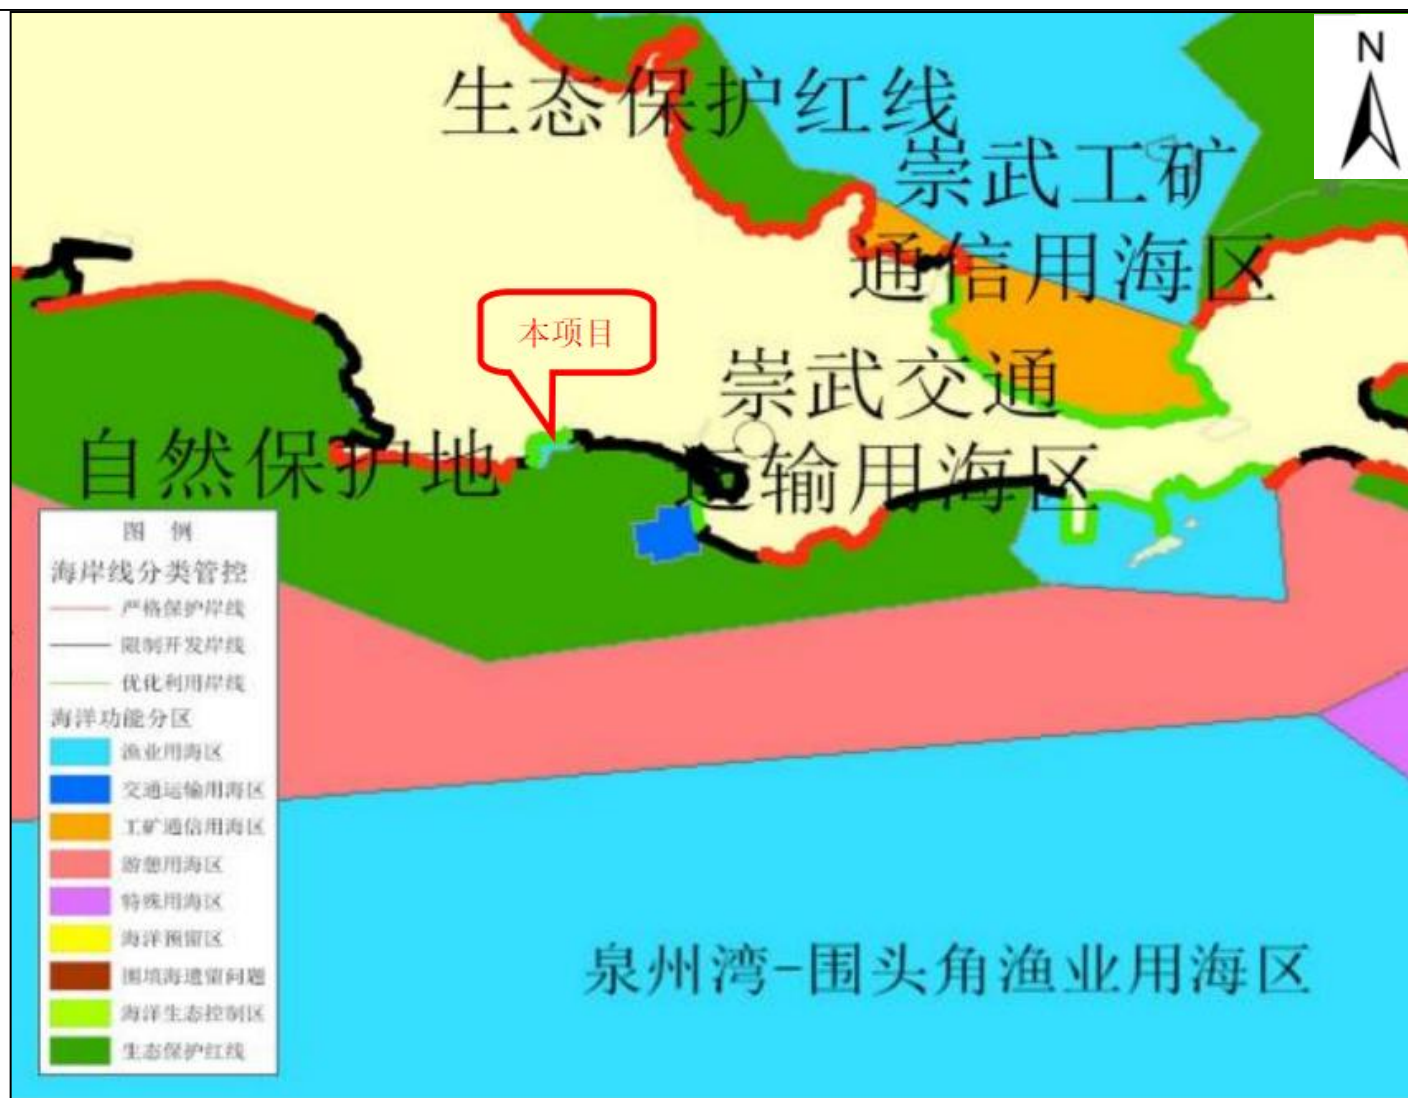 N
生态保护红线
崇武工矿
通信用海区
本项目
崇武交通
运输用海区
自然保护地
图 例
海岸线分类管控
严格保护岸线
限制开发岸线
优化利用岸线
海洋功能分区
渔业用海区
交通运输用海区
工矿通信用海区
游憩用海区
特殊用海区
海洋预留区
围填海遗留问题
海洋生态控制区
生态保护红线
泉州湾-围头角渔业用海区